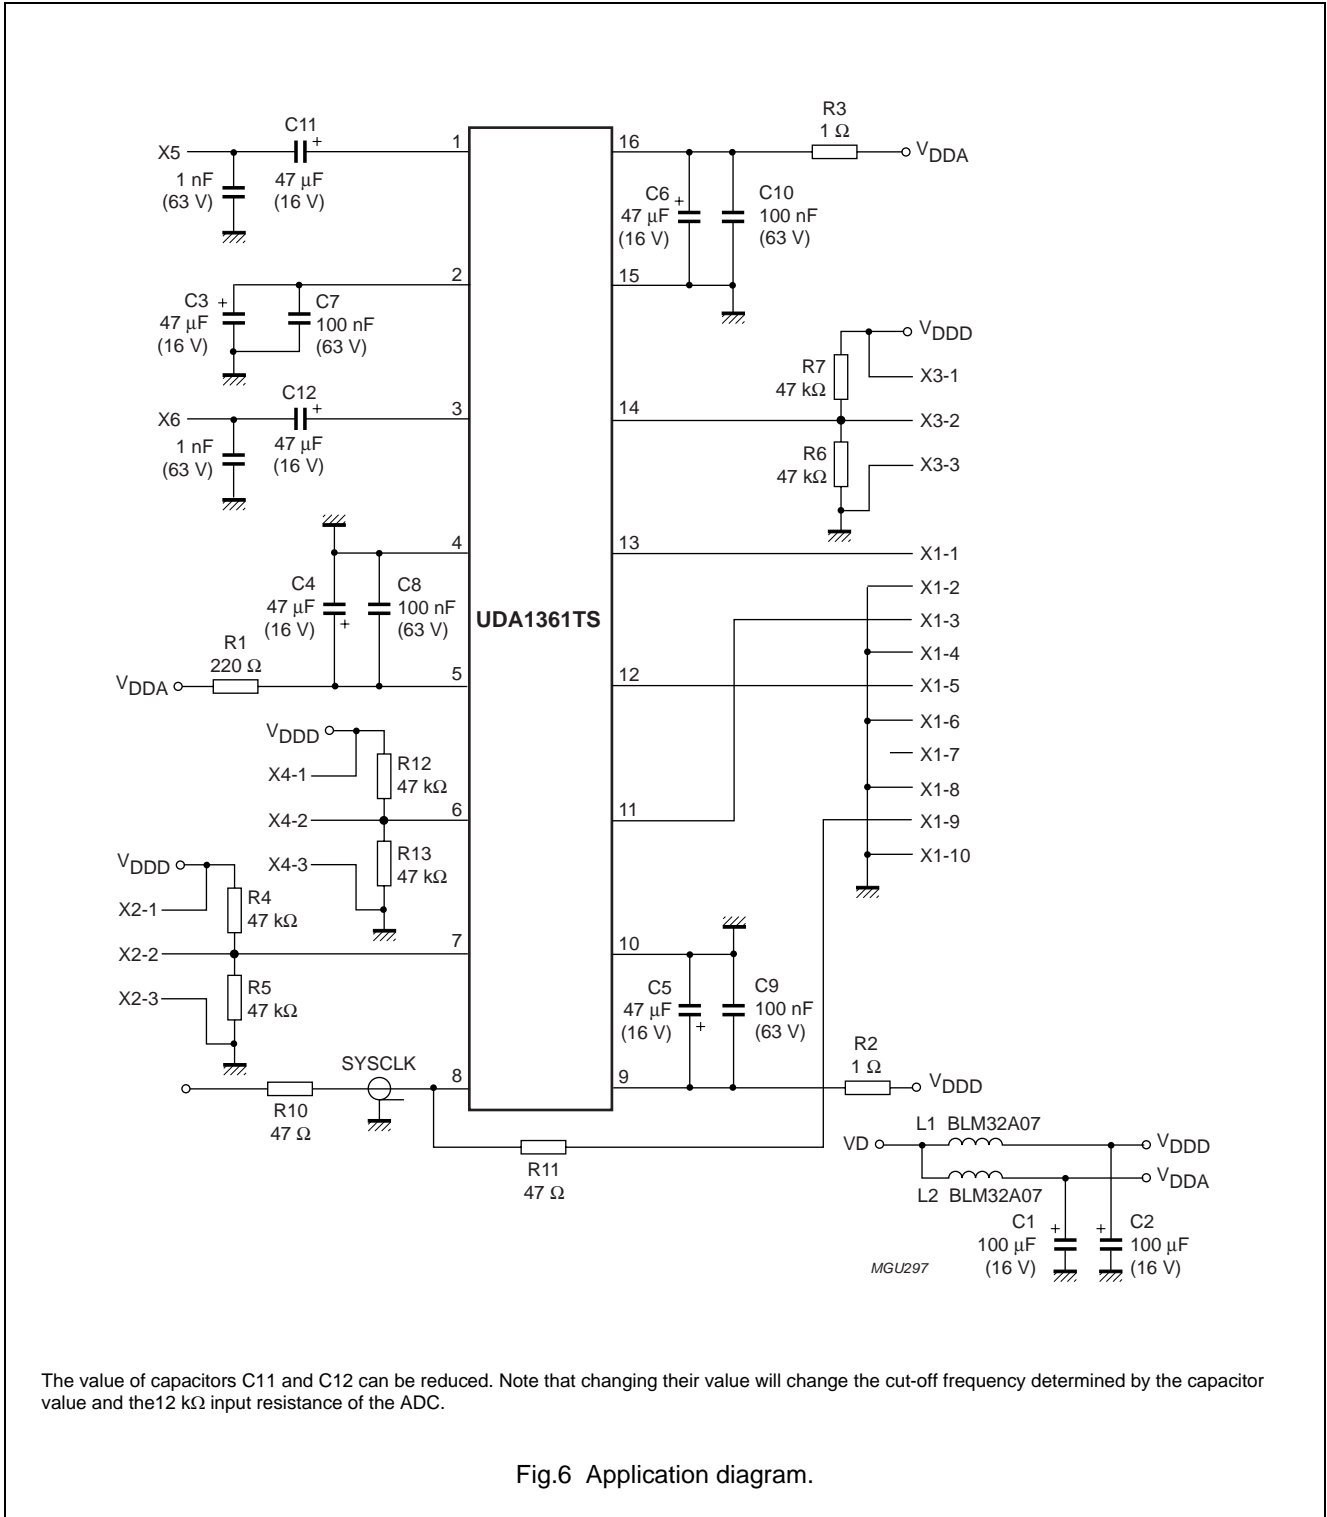 C11
+
X5
1 nF
(63 V)
47 µF
(16 V)
1
16
R3
1 Ω
VDDA
C6
+
47 µF
(16 V)
C10
100 nF
(63 V)
2
15
C3
+
47 µF
(16 V)
C7
100 nF
(63 V)
VDDD
R7
47 kΩ
X3-1
C12
+
X6
1 nF
(63 V)
47 µF
(16 V)
3
14
X3-2
R6
47 kΩ
X3-3
4
13
X1-1
C4
47 µF
(16 V)
+
C8
100 nF
(63 V)
UDA1361TS
X1-2
X1-3
X1-4
R1
220 Ω
VDDA
5
12
X1-5
X1-6
X1-7
X1-8
VDDD
X4-1
R12
47 kΩ
X4-2
6
11
X1-9
X4-3
R13
47 kΩ
X1-10
VDDD
X2-1
R4
47 kΩ
X2-2
7
10
X2-3
R5
47 kΩ
C5
47 µF
(16 V)
+
C9
100 nF
(63 V)
SYSCLK
8
9
R2
1 Ω
VDDD
R10
47 Ω
R11
47 Ω
L1 BLM32A07
VD
VDDD
VDDA
L2 BLM32A07
C1
100 µF
(16 V)
+
+
C2
100 µF
(16 V)
MGU297
The value of capacitors C11 and C12 can be reduced. Note that changing their value will change the cut-off frequency determined by the capacitor
value and the12 kΩ input resistance of the ADC.
Fig.6 Application diagram.